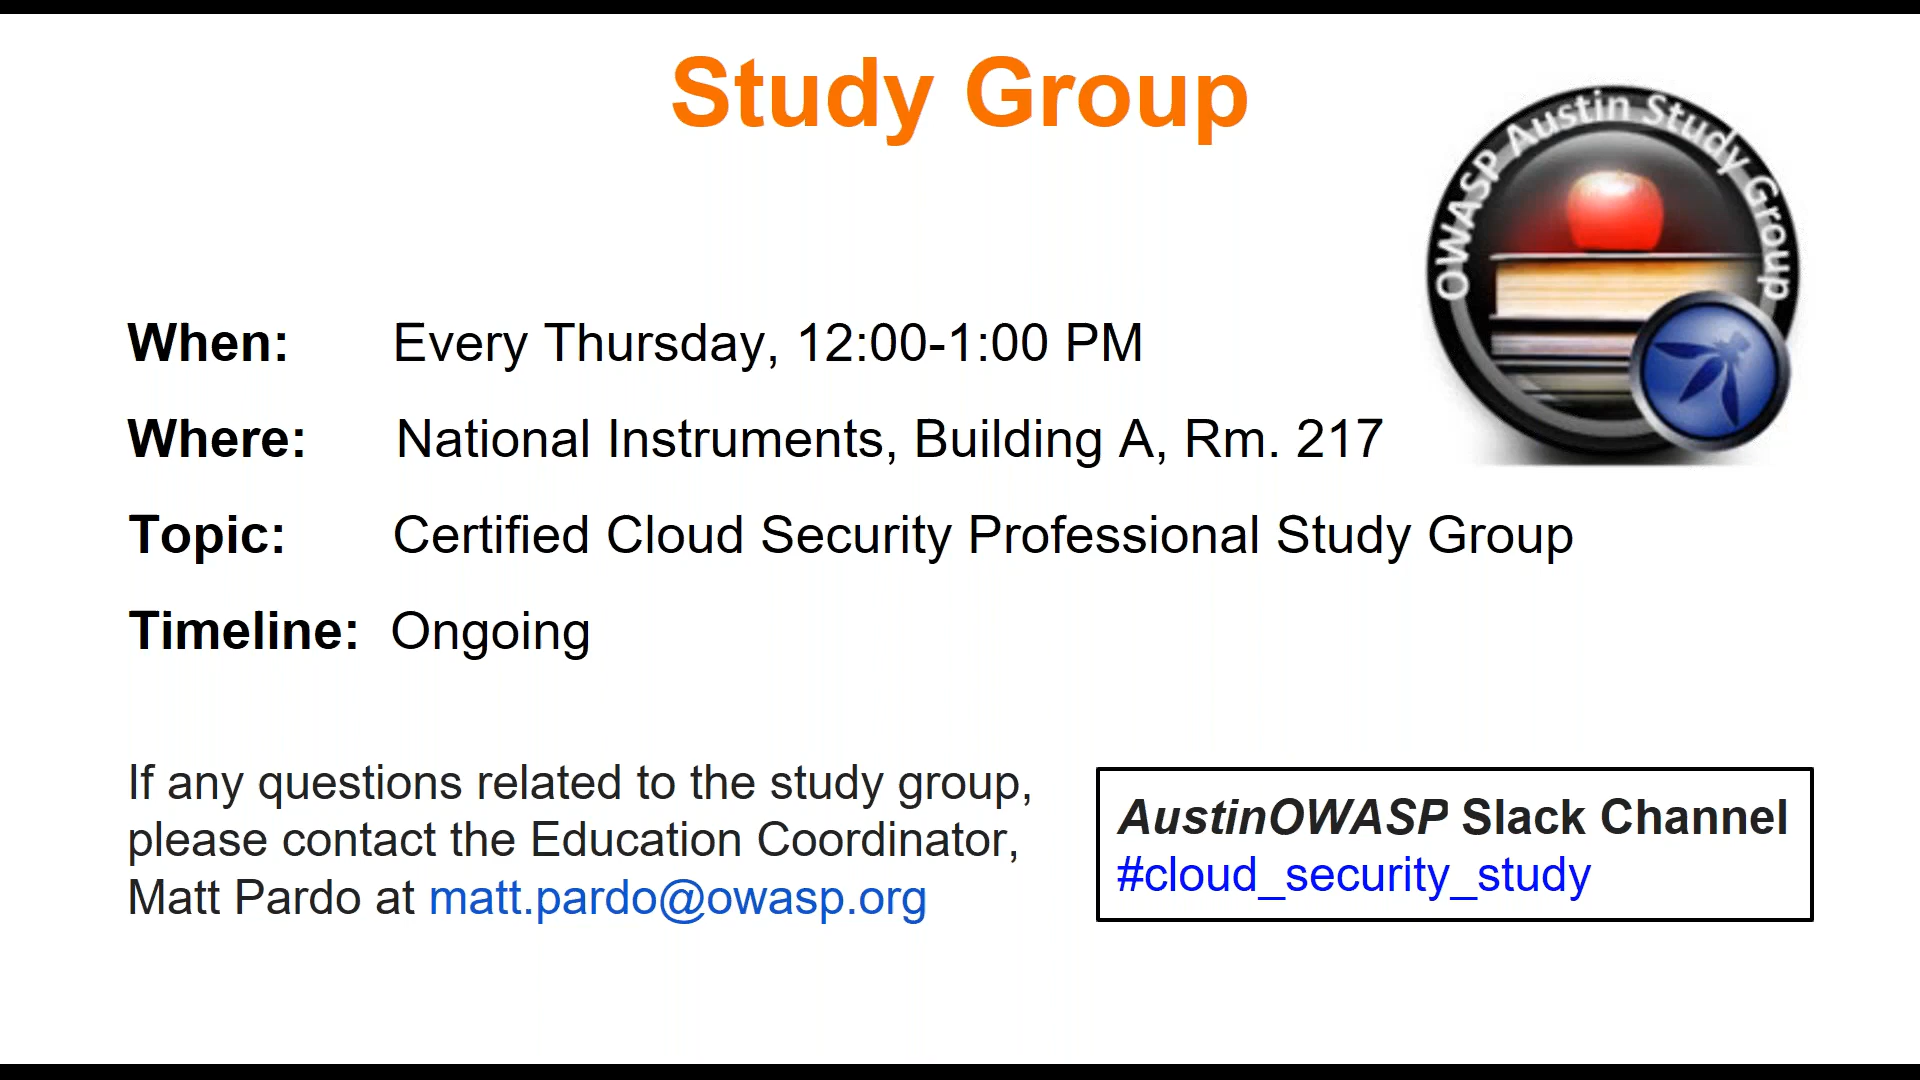 Study Group
OWASP Austin Study Group
When: Every Thursday, 12:00-1:00 PM
Where: National Instruments, Building A, Rm. 217
Topic: Certified Cloud Security Professional Study Group
Timeline: Ongoing
If any questions related to the study group,
please contact the Education Coordinator,
Matt Pardo at matt.pardo@owasp.org
AustinOWASP Slack Channel
#cloud_security_study